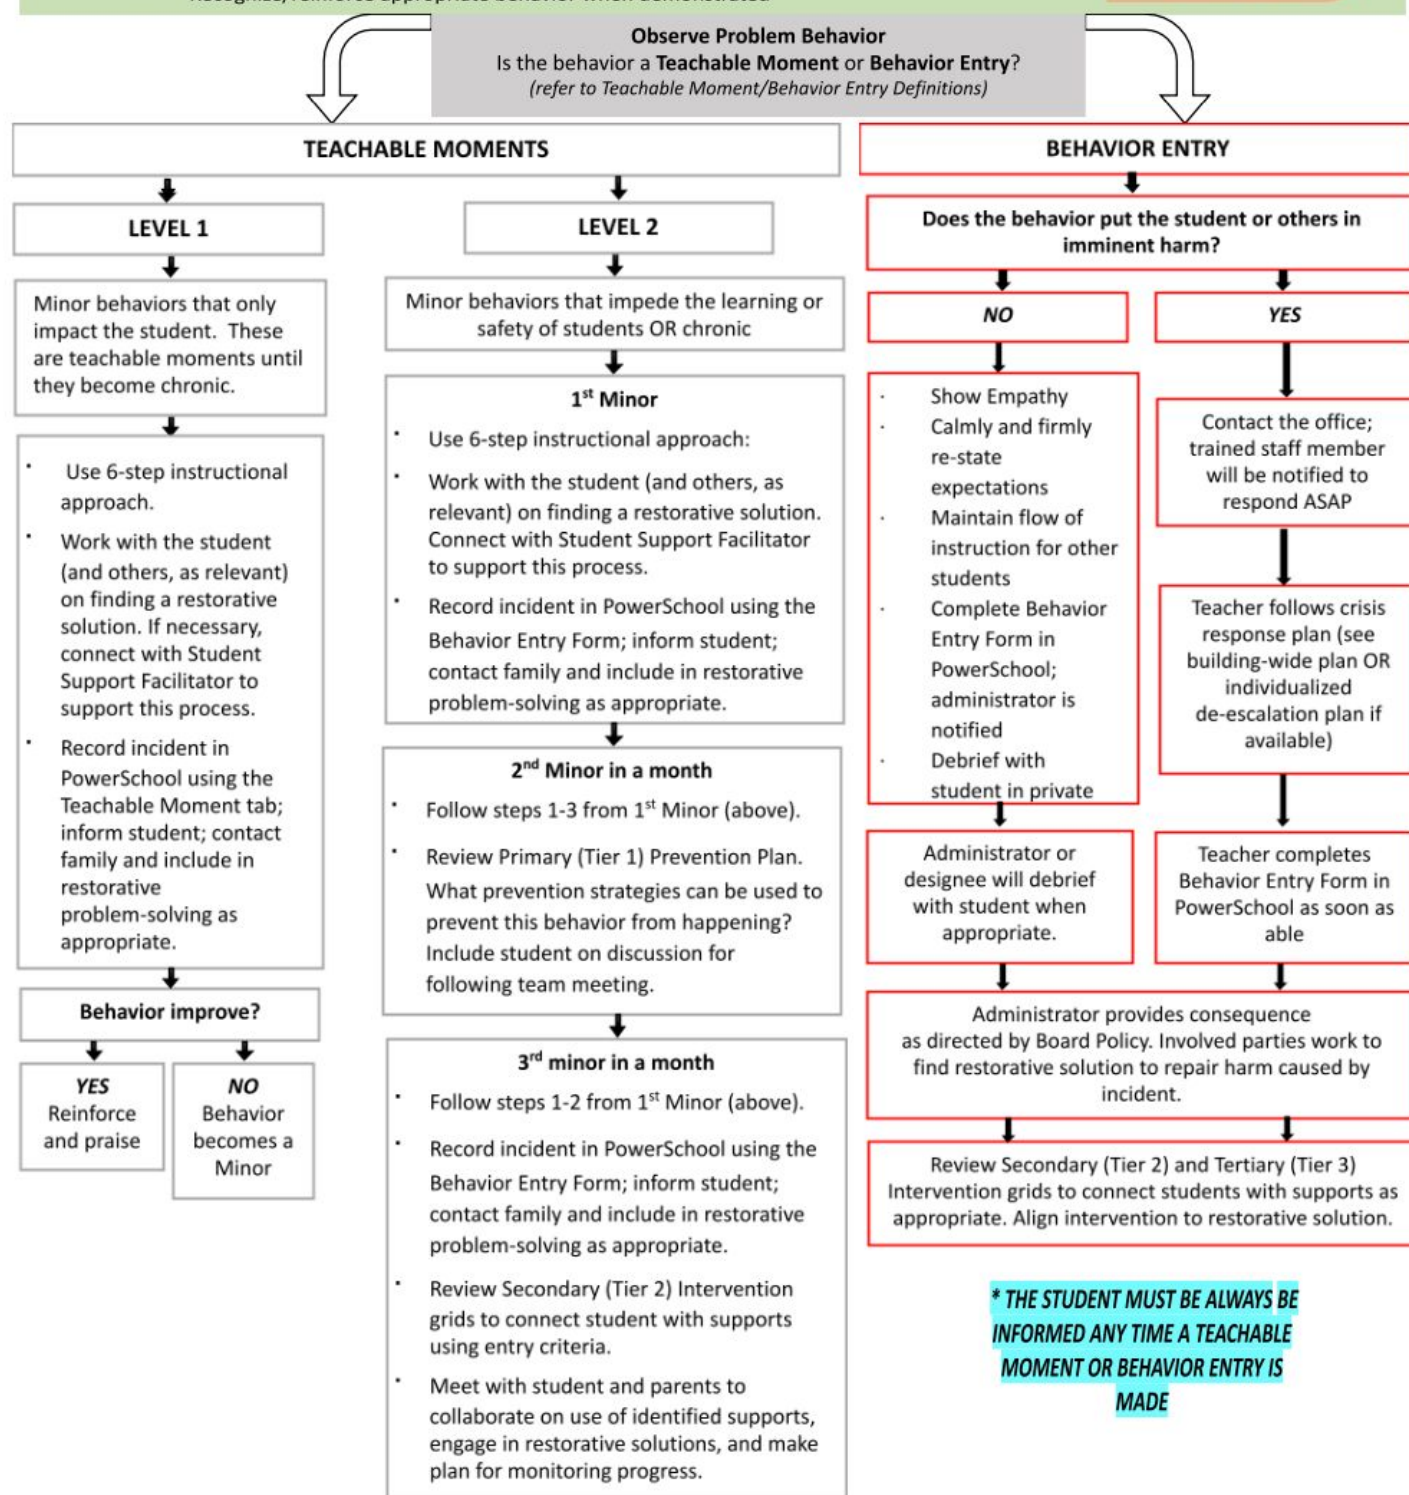 Recognize, reinforce appropriate behavior when demonstrated
Observe Problem Behavior
Is the behavior a Teachable Moment or Behavior Entry?
(refer to Teachable Moment/Behavior Entry Definitions)
TEACHABLE MOMENTS
LEVEL 1
Minor behaviors that only
impact the student. These
are teachable moments until
they become chronic.
· Use 6-step instructional
approach.
· Work with the student
(and others, as relevant)
on finding a restorative
solution. If necessary,
connect with Student
Support Facilitator to
support this process.
· Record incident in
PowerSchool using the
Teachable Moment tab;
inform student; contact
family and include in
restorative
problem-solving as
appropriate.
Behavior improve?
YES
Reinforce
and praise
NO
Behavior
becomes a
Minor
LEVEL 2
Minor behaviors that impede the learning or
safety of students OR chronic
1st Minor
· Use 6-step instructional approach:
· Work with the student (and others, as
relevant) on finding a restorative solution.
Connect with Student Support Facilitator
to support this process.
· Record incident in PowerSchool using the
Behavior Entry Form; inform student;
contact family and include in restorative
problem-solving as appropriate.
2nd Minor in a month
· Follow steps 1-3 from 1st Minor (above).
· Review Primary (Tier 1) Prevention Plan.
What prevention strategies can be used to
prevent this behavior from happening?
Include student on discussion for
following team meeting.
3rd minor in a month
· Follow steps 1-2 from 1st Minor (above).
· Record incident in PowerSchool using the
Behavior Entry Form; inform student;
contact family and include in restorative
problem-solving as appropriate.
· Review Secondary (Tier 2) Intervention
grids to connect student with supports
using entry criteria.
· Meet with student and parents to
collaborate on use of identified supports,
engage in restorative solutions, and make
plan for monitoring progress.
BEHAVIOR ENTRY
Does the behavior put the student or others in
imminent harm?
NO
· Show Empathy
· Calmly and firmly
re-state
expectations
· Maintain flow of
instruction for other
students
· Complete Behavior
Entry Form in
PowerSchool;
administrator is
notified
· Debrief with
student in private
Administrator or
designee will debrief
with student when
appropriate.
YES
Contact the office;
trained staff member
will be notified to
respond ASAP
Teacher follows crisis
response plan (see
building-wide plan OR
individualized
de-escalation plan if
available)
Teacher completes
Behavior Entry Form in
PowerSchool as soon as
able
Administrator provides consequence
as directed by Board Policy. Involved parties work to
find restorative solution to repair harm caused by
incident.
Review Secondary (Tier 2) and Tertiary (Tier 3)
Intervention grids to connect students with supports as
appropriate. Align intervention to restorative solution.
* THE STUDENT MUST BE ALWAYS BE
INFORMED ANY TIME A TEACHABLE
MOMENT OR BEHAVIOR ENTRY IS
MADE